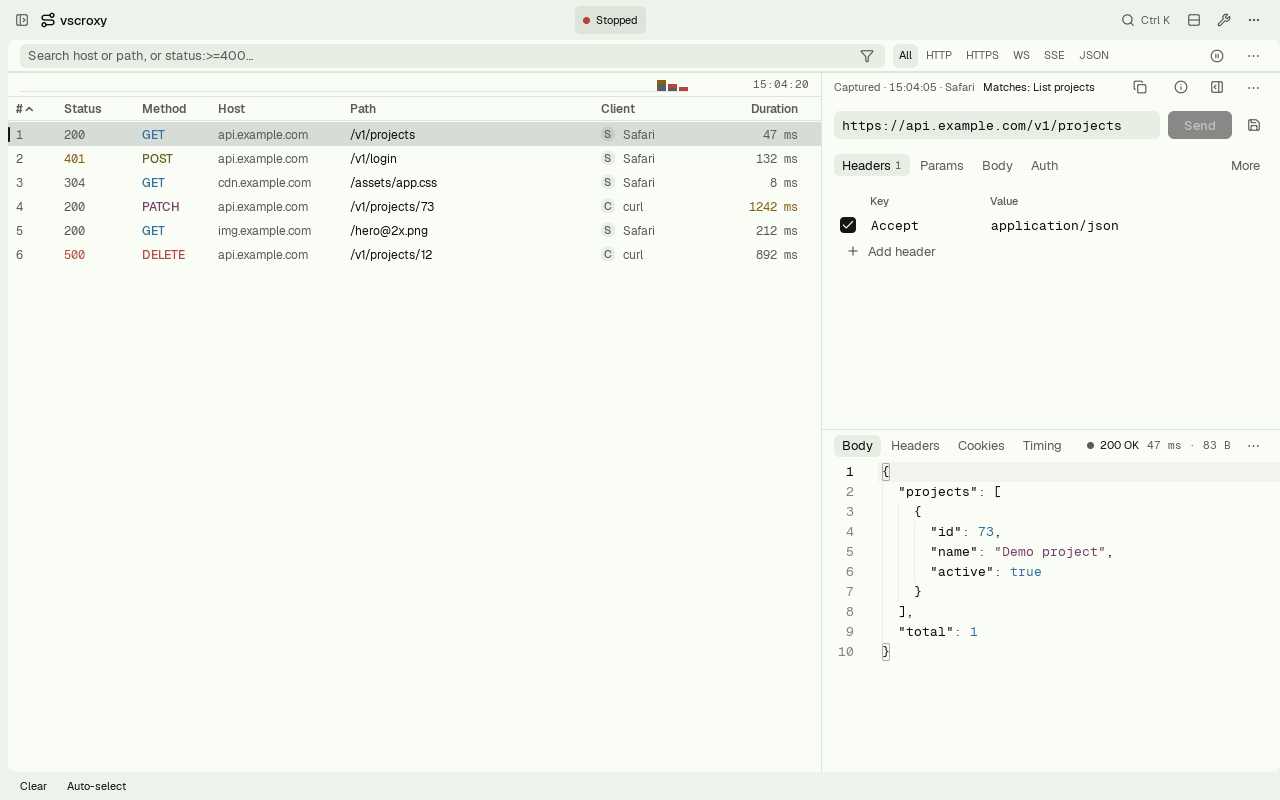 vscroxy
Stopped
Ctrl K
Search host or path, or status:>=400...
All HTTP HTTPS WS SSE JSON
15:04:20
# Status Method Host Path Client Duration
1 200 GET api.example.com /v1/projects S Safari 47 ms
2 401 POST api.example.com /v1/login S Safari 132 ms
3 304 GET cdn.example.com /assets/app.css S Safari 8 ms
4 200 PATCH api.example.com /v1/projects/73 C curl 1242 ms
5 200 GET img.example.com /hero@2x.png S Safari 212 ms
6 500 DELETE api.example.com /v1/projects/12 C curl 892 ms
Captured · 15:04:05 · Safari Matches: List projects
https://api.example.com/v1/projects Send
Headers 1 Params Body Auth More
Key Value
Accept application/json
Add header
Body Headers Cookies Timing 200 OK 47 ms · 83 B
1 {
2 "projects": [
3 {
4 "id": 73,
5 "name": "Demo project",
6 "active": true
7 }
8 ],
9 "total": 1
10 }
Clear Auto-select